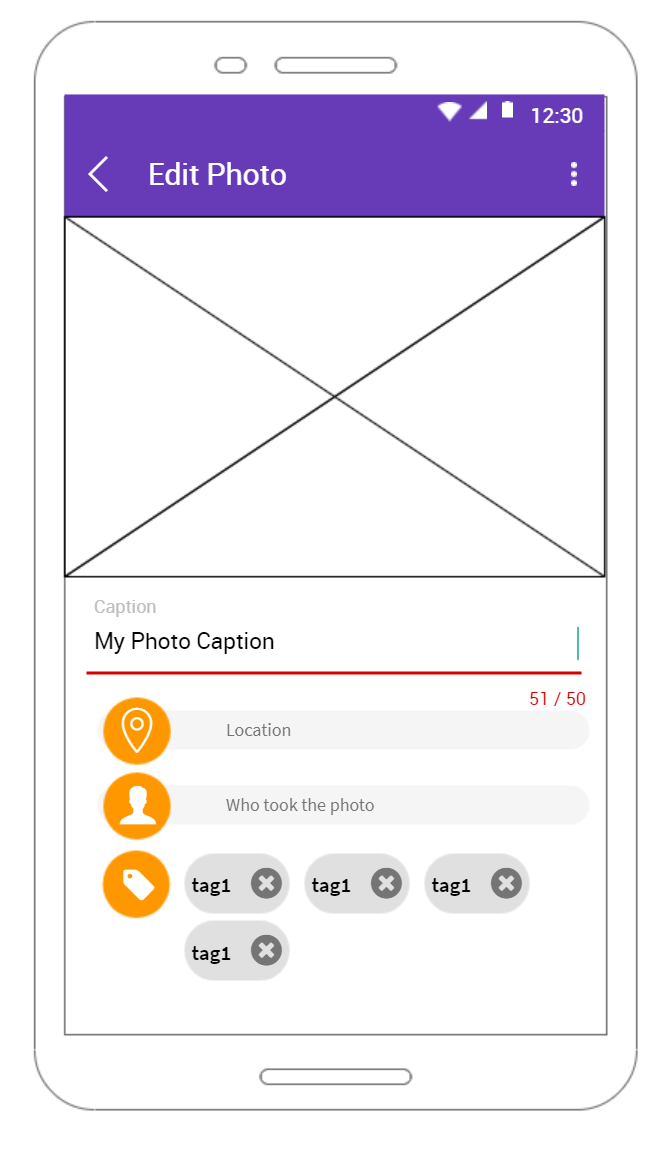 12:30
Edit Photo
Caption
My Photo Caption
51 / 50
Location
Who took the photo
tag1 tag1 tag1
tag1